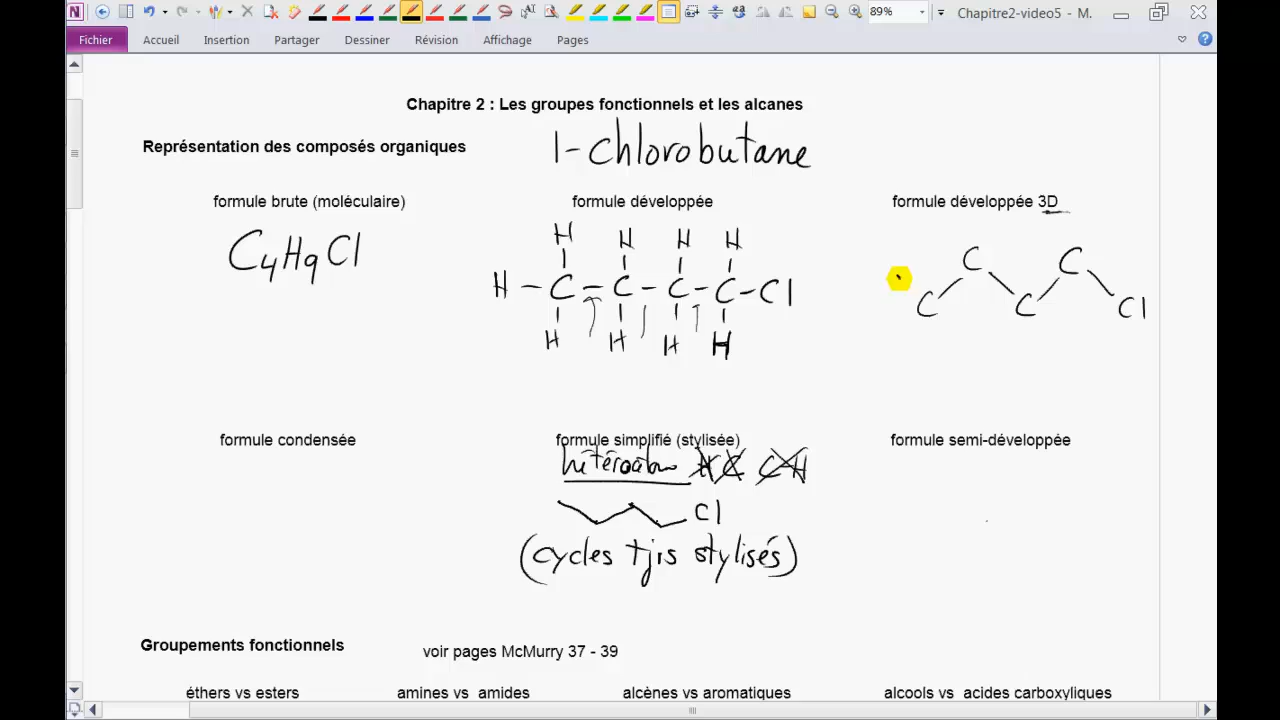 89%
Chapitre2-video5 - M.
Fichier Accueil Insertion Partager Dessiner Révision Affichage Pages
Chapitre 2 : Les groupes fonctionnels et les alcanes
Représentation des composés organiques
1-chlorobutane
formule brute (moléculaire)
formule développée
formule développée 3D
C4H9Cl
H H H H
H - C - C - C - C - Cl
H H H H
C C
C C Cl
formule condensée
formule simplifié (stylisée)
formule semi-développée
H C C-H
Cl
(cycles tjrs stylisés)
Groupements fonctionnels
voir pages McMurry 37 - 39
éthers vs esters
amines vs amides
alcènes vs aromatiques
alcools vs acides carboxyliques